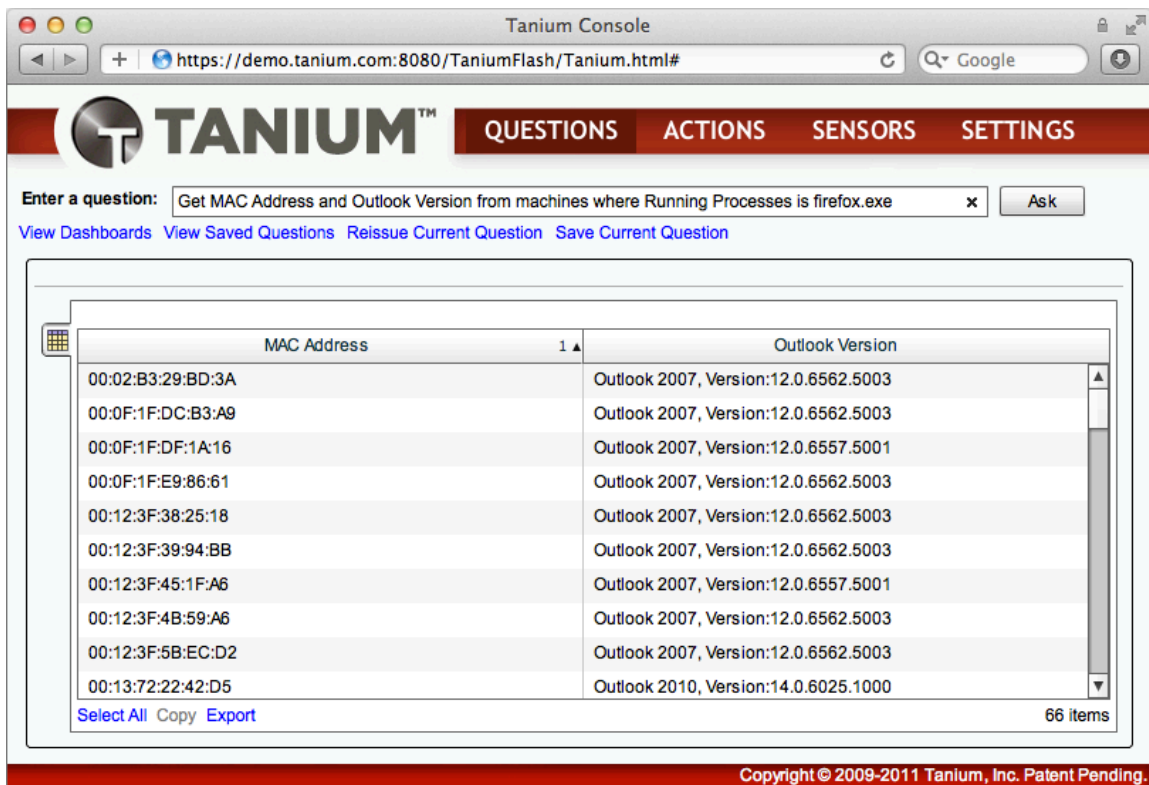 Tanium Console
https://demo.tanium.com:8080/TaniumFlash/Tanium.html#
Google
TANIUM™ QUESTIONS ACTIONS SENSORS SETTINGS
Enter a question: Get MAC Address and Outlook Version from machines where Running Processes is firefox.exe x Ask
View Dashboards View Saved Questions Reissue Current Question Save Current Question
MAC Address 1 ▲ Outlook Version
00:02:B3:29:BD:3A Outlook 2007, Version:12.0.6562.5003
00:0F:1F:DC:B3:A9 Outlook 2007, Version:12.0.6562.5003
00:0F:1F:DF:1A:16 Outlook 2007, Version:12.0.6557.5001
00:0F:1F:E9:86:61 Outlook 2007, Version:12.0.6562.5003
00:12:3F:38:25:18 Outlook 2007, Version:12.0.6562.5003
00:12:3F:39:94:BB Outlook 2007, Version:12.0.6562.5003
00:12:3F:45:1F:A6 Outlook 2007, Version:12.0.6557.5001
00:12:3F:4B:59:A6 Outlook 2007, Version:12.0.6562.5003
00:12:3F:5B:EC:D2 Outlook 2007, Version:12.0.6562.5003
00:13:72:22:42:D5 Outlook 2010, Version:14.0.6025.1000
Select All Copy Export 66 items
Copyright © 2009-2011 Tanium, Inc. Patent Pending.